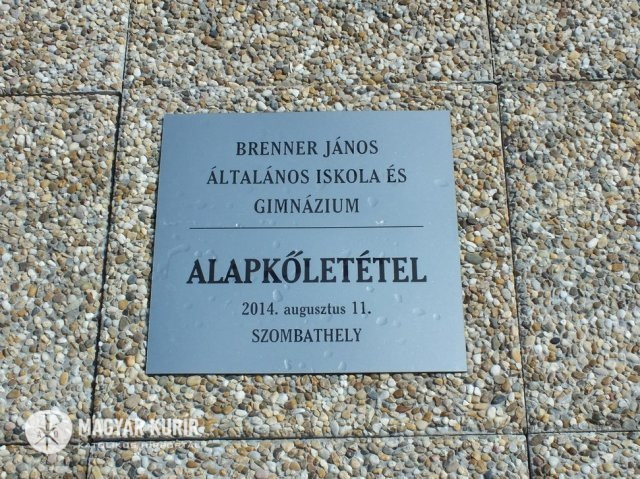 BRENNER JÁNOS
ÁLTALÁNOS ISKOLA ÉS
GIMNÁZIUM
ALAPKŐLETÉTEL
2014. augusztus 11.
SZOMBATHELY
MAGYAR KURÍR